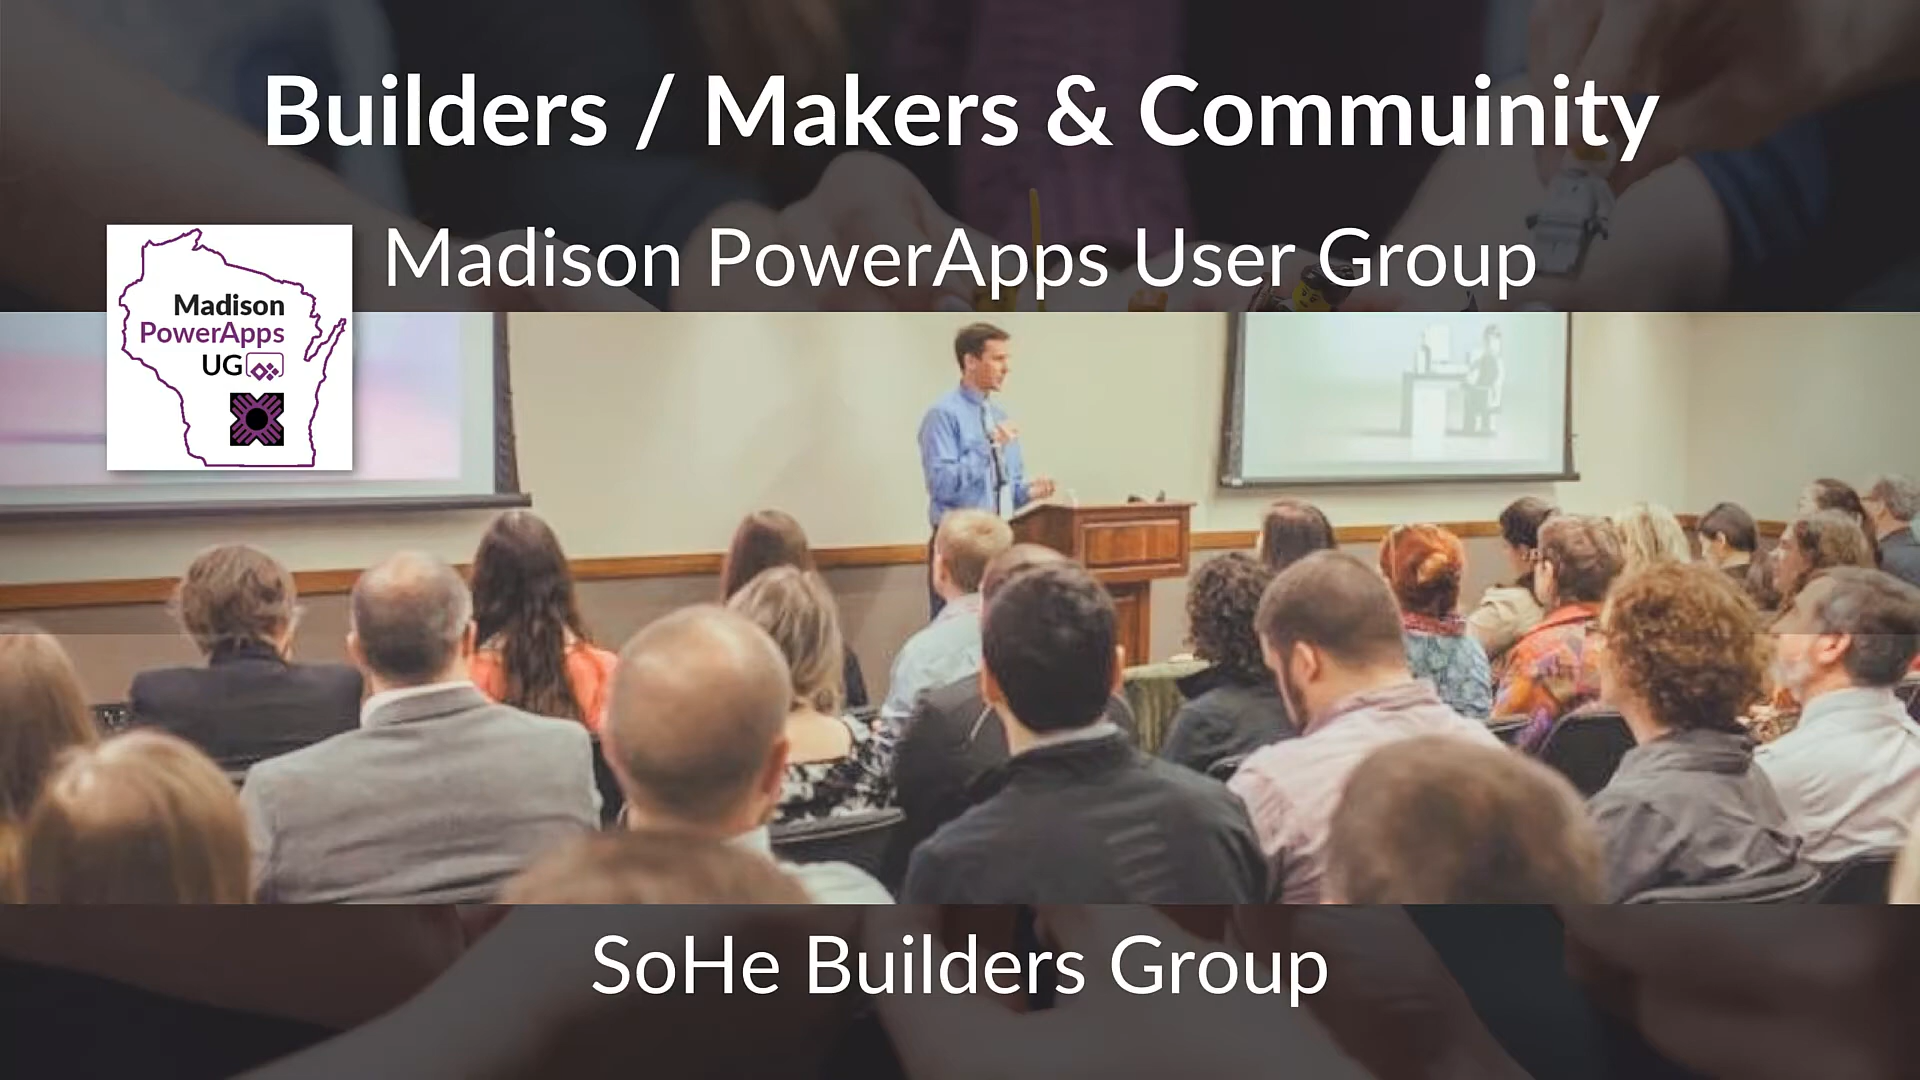 Builders / Makers & Commuinity
Madison PowerApps User Group
Madison
PowerApps
UG
SoHe Builders Group